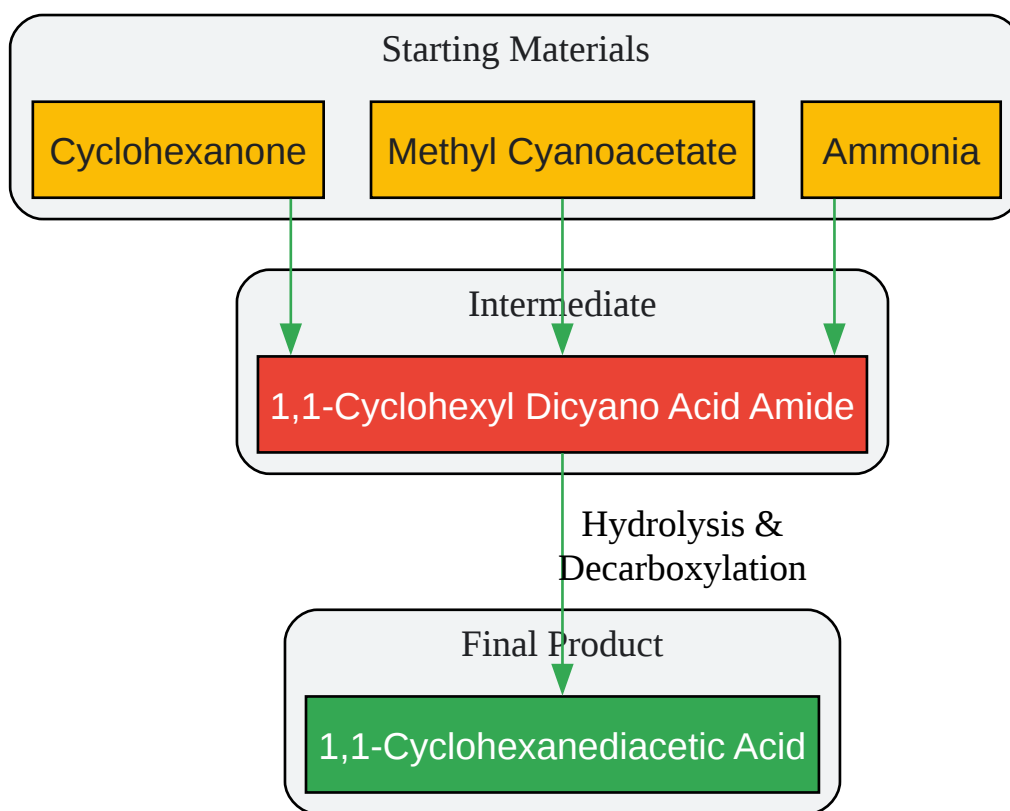 Starting Materials
Cyclohexanone
Methyl Cyanoacetate
Ammonia
Intermediate
1,1-Cyclohexyl Dicyano Acid Amide
Hydrolysis &
Decarboxylation
Final Product
1,1-Cyclohexanediacetic Acid